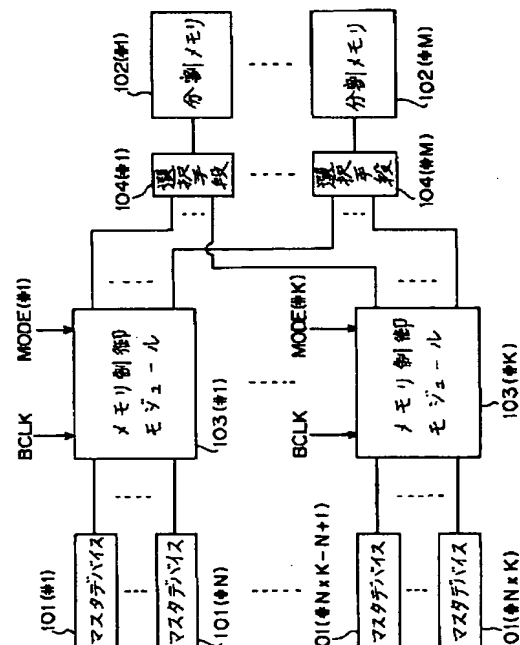 102(#1)
分割メモリ
102(#M)
分割メモリ
104(#1)
選択手段
104(#M)
選択手段
MODE(#1)
BCLK
メモリ制御
モジュール
103(#1)
MODE(#K)
BCLK
メモリ制御
モジュール
103(#K)
101(#1)
マスタデバイス
101(#N)
マスタデバイス
101(#N×K-N+1)
マスタデバイス
101(#N×K)
マスタデバイス